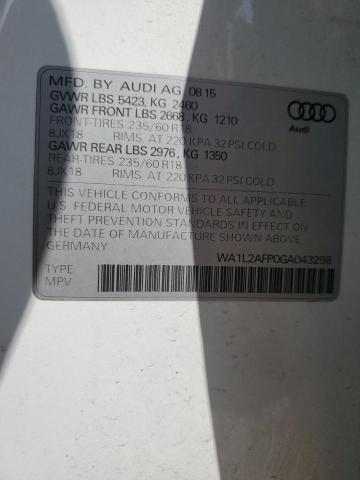 MFD. BY AUDI AG 08 15
GVWR LBS 5423, KG 2460
GAWR FRONT LBS 2668, KG 1210
FRONT-TIRES 235/60 R18
8JX18 RIMS, AT 220 KPA 32 PSI COLD
GAWR REAR LBS 2976, KG 1350
REAR-TIRES 235/60 R18
8JX18 RIMS, AT 220 KPA 32 PSI COLD
Audi
THIS VEHICLE CONFORMS TO ALL APPLICABLE
U.S. FEDERAL MOTOR VEHICLE SAFETY AND
THEFT PREVENTION STANDARDS IN EFFECT ON
THE DATE OF MANUFACTURE SHOWN ABOVE.
GERMANY
WA1L2AFP0GA043298
TYPE
MPV